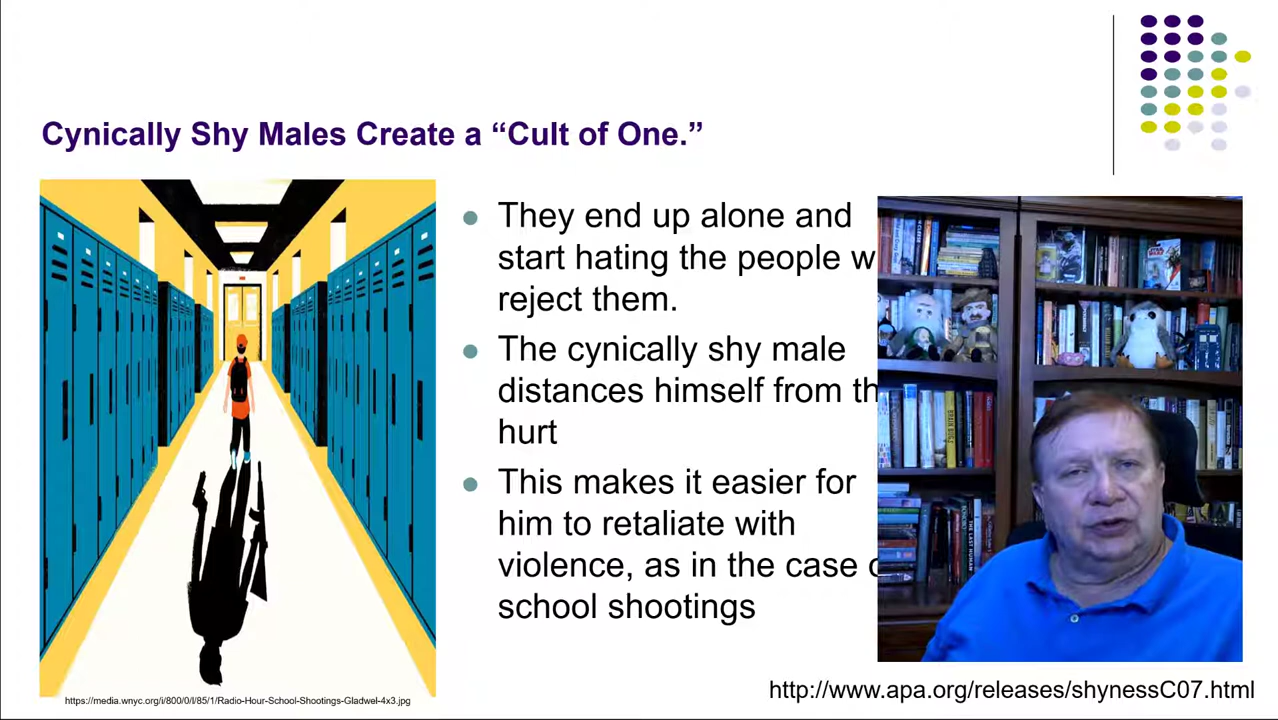 Cynically Shy Males Create a “Cult of One.”
They end up alone and
start hating the people w
reject them.
The cynically shy male
distances himself from th
hurt
This makes it easier for
him to retaliate with
violence, as in the case
school shootings
https://media.wnyc.org/i/800/0/l/85/1/Radio-Hour-School-Shootings-Gladwel-4x3.jpg
http://www.apa.org/releases/shynessC07.html